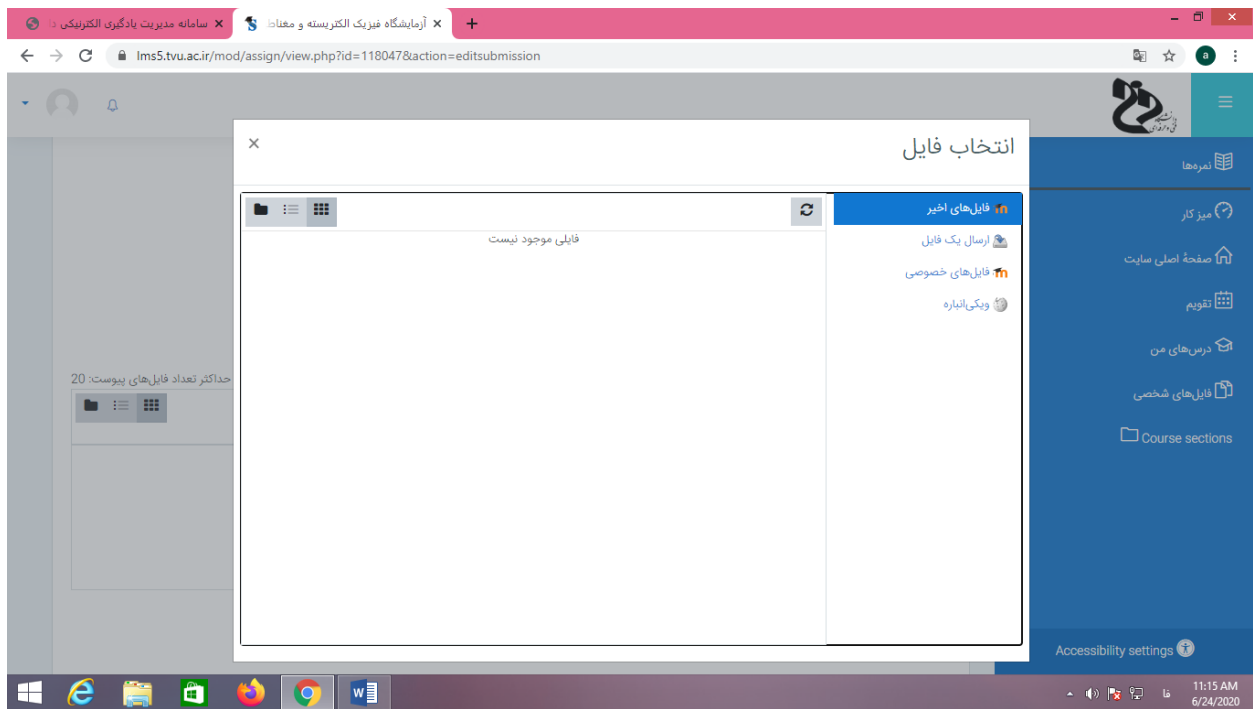 سامانه مدیریت یادگیری الکترونیکی
آزمایشگاه فیزیک الکتریسته و مغناط
lms5.tvu.ac.ir/mod/assign/view.php?id=118047&action=editsubmission
a
انتخاب فایل
فایل‌های اخیر
ارسال یک فایل
فایل‌های خصوصی
ویکی‌انباره
فایلی موجود نیست
نمره‌ها
میز کار
صفحهٔ اصلی سایت
تقویم
درس‌های من
فایل‌های شخصی
Course sections
حداکثر تعداد فایل‌های پیوست: 20
Accessibility settings
فا
11:15 AM
6/24/2020